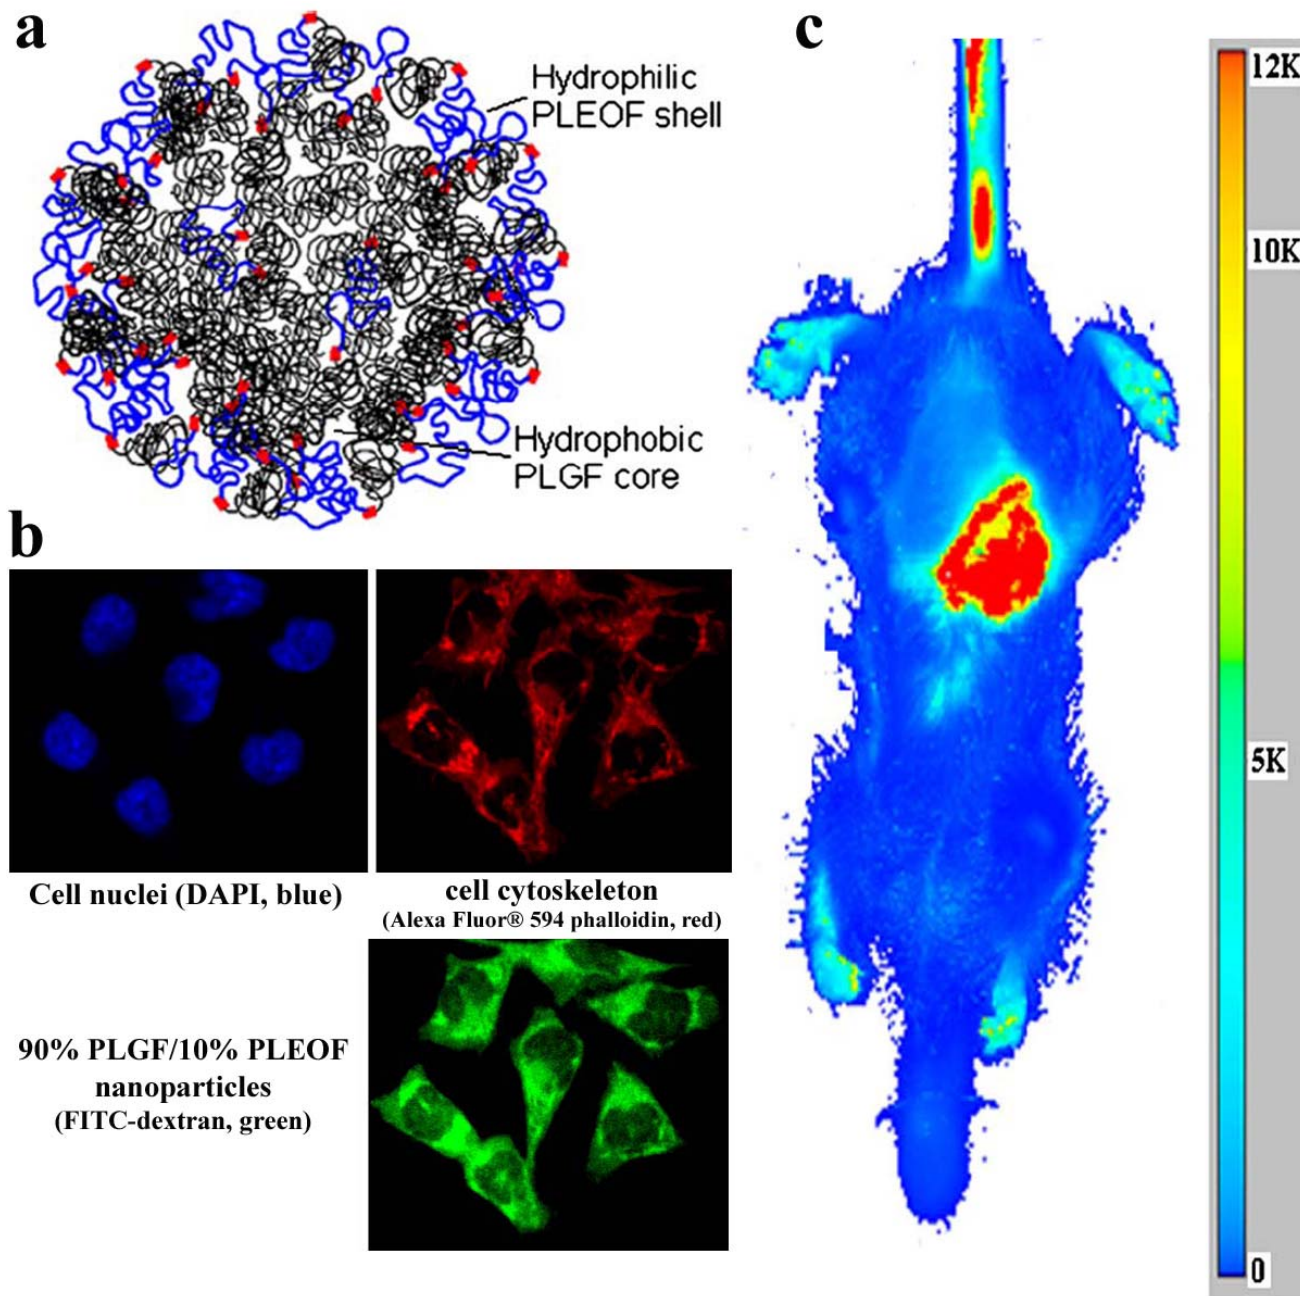 a
Hydrophilic
PLEOF shell
Hydrophobic
PLGF core
b
Cell nuclei (DAPI, blue)
cell cytoskeleton
(Alexa Fluor® 594 phalloidin, red)
90% PLGF/10% PLEOF
nanoparticles
(FITC-dextran, green)
c
12K
10K
5K
0